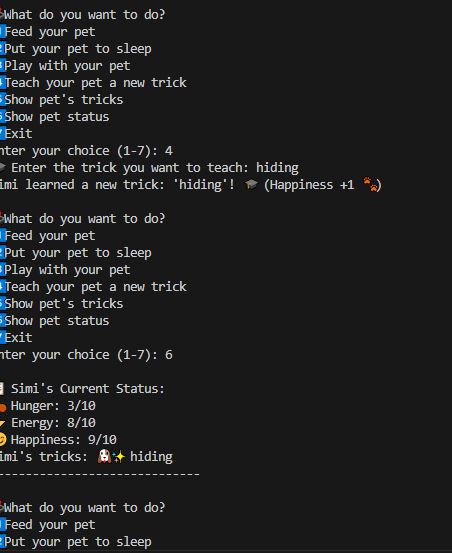 What do you want to do?
Feed your pet
Put your pet to sleep
Play with your pet
Teach your pet a new trick
Show pet's tricks
Show pet status
Exit
nter your choice (1-7): 4
Enter the trick you want to teach: hiding
imi learned a new trick: 'hiding'! 🎓 (Happiness +1 🐾)
What do you want to do?
Feed your pet
Put your pet to sleep
Play with your pet
Teach your pet a new trick
Show pet's tricks
Show pet status
Exit
nter your choice (1-7): 6
Simi's Current Status:
Hunger: 3/10
Energy: 8/10
Happiness: 9/10
imi's tricks: 🐶✨ hiding
------------------------------
What do you want to do?
Feed your pet
Put your pet to sleep